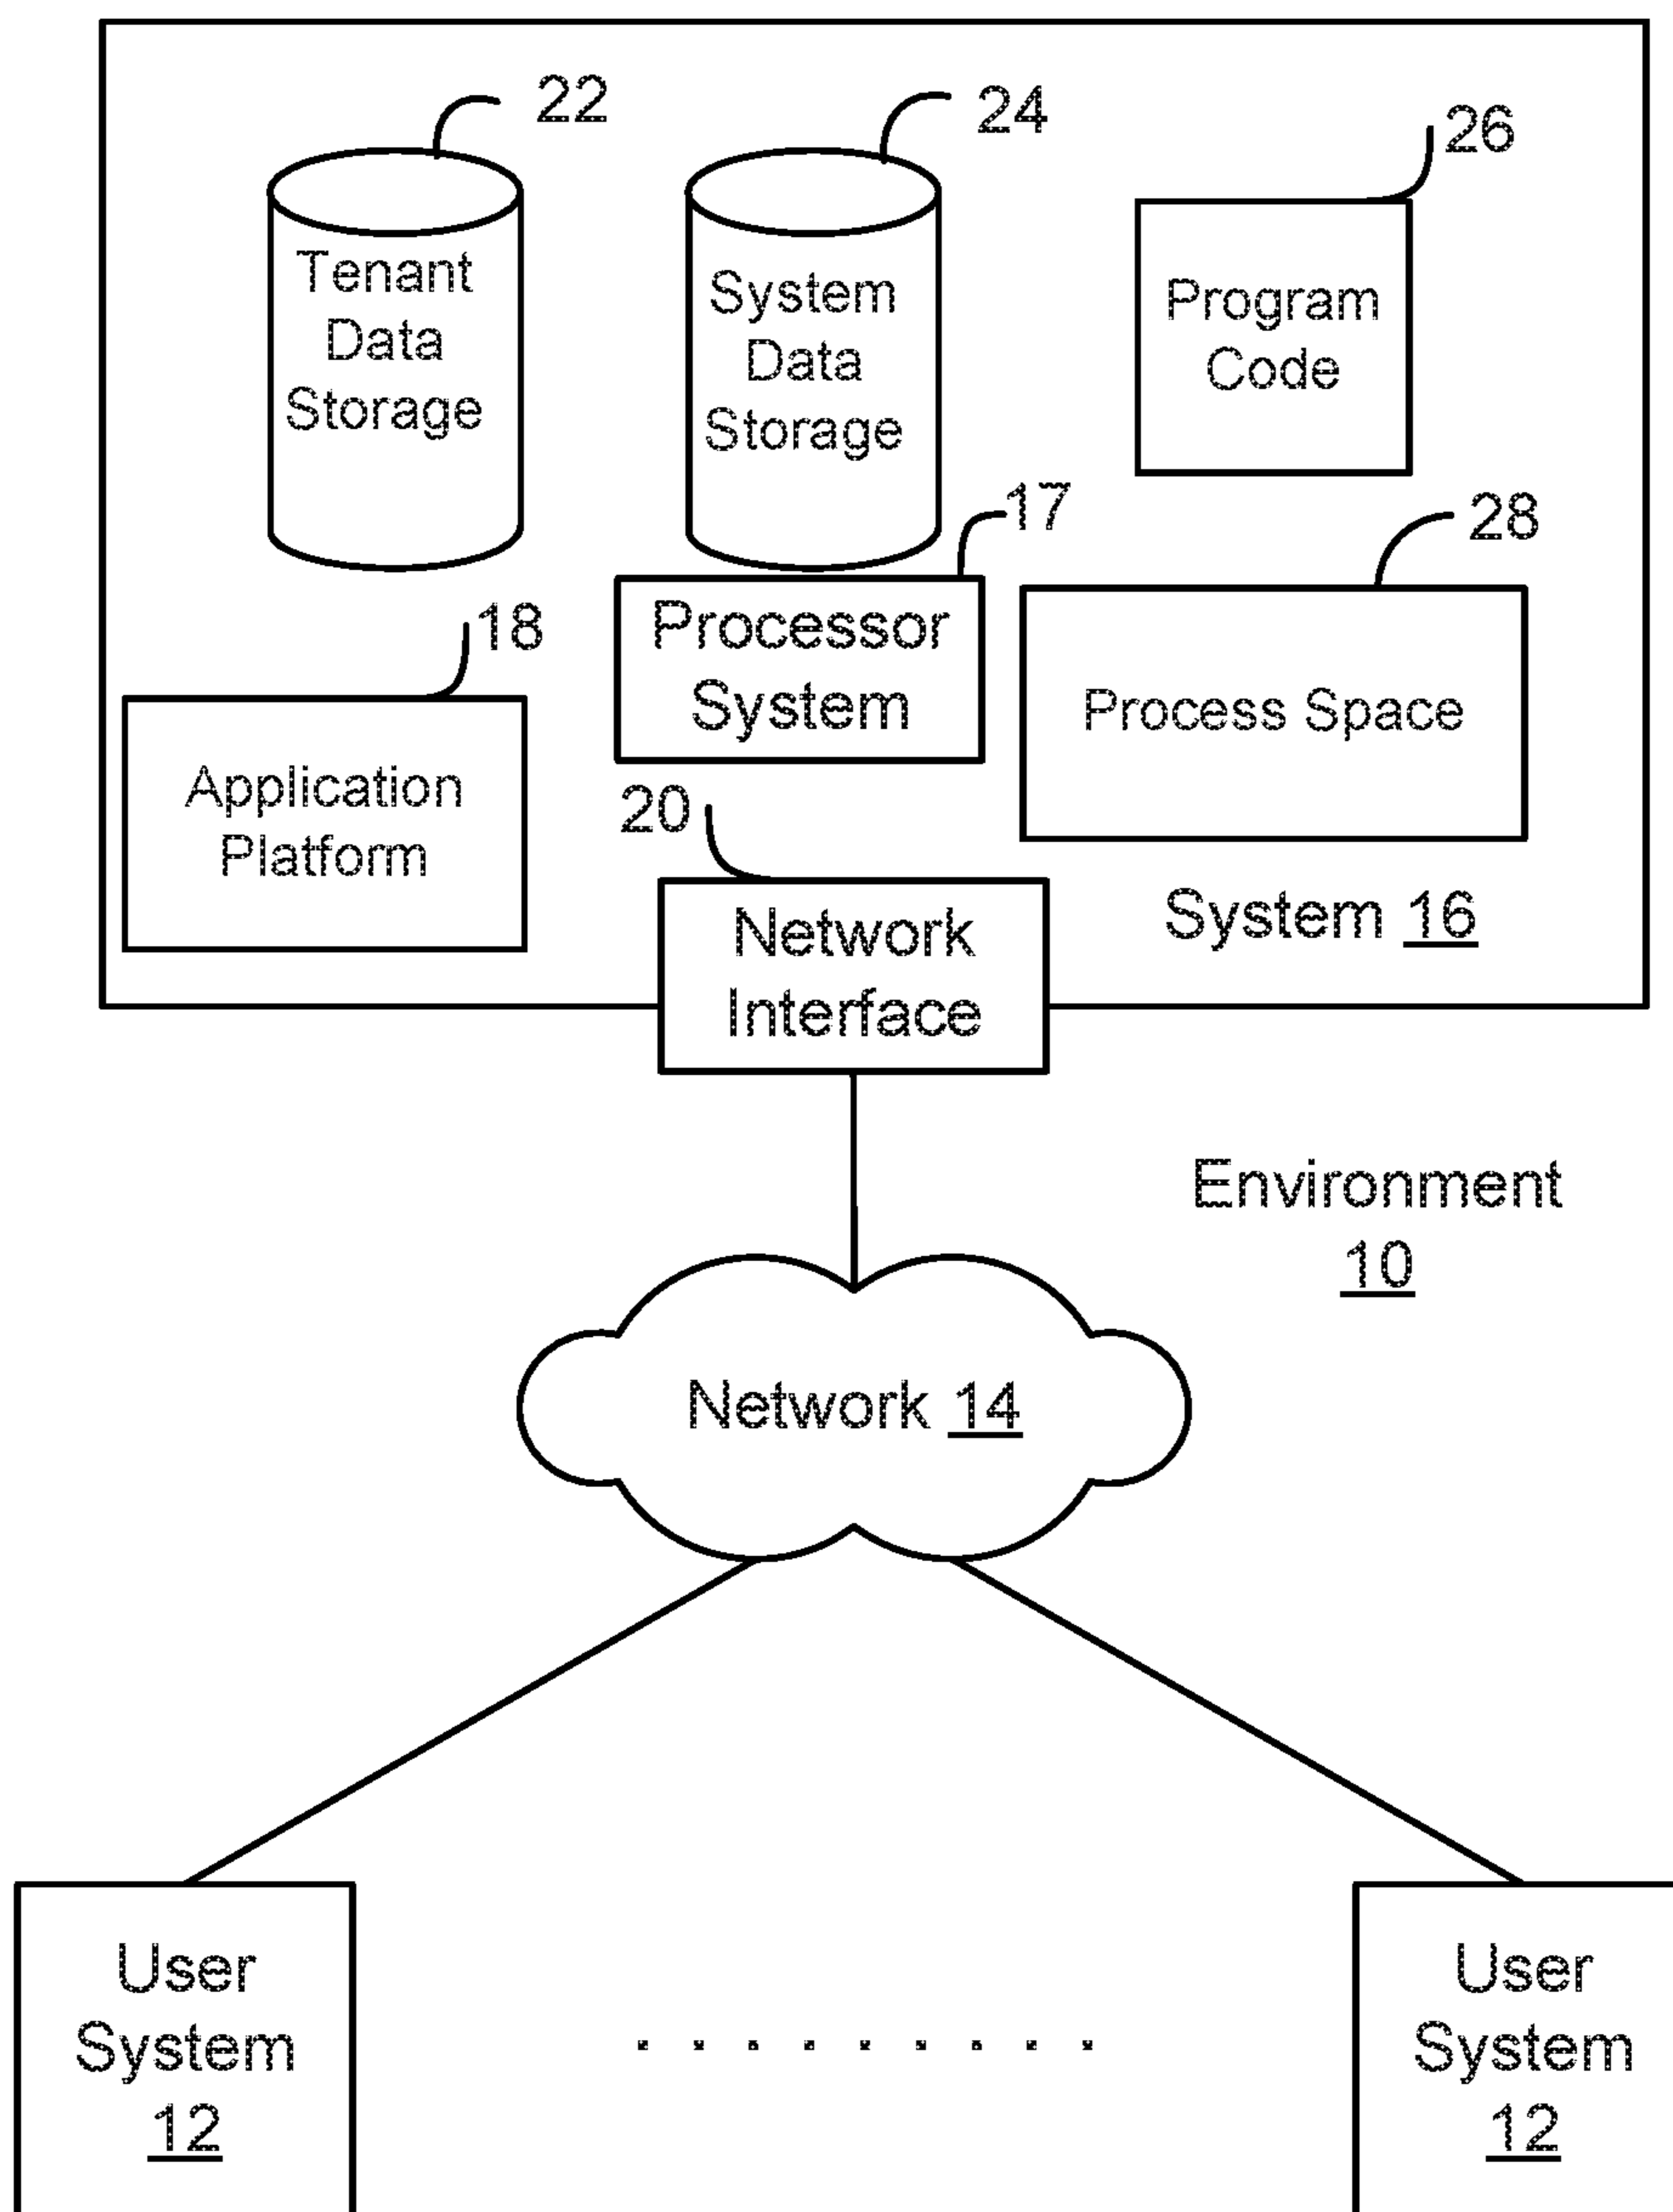 22
24
26
Tenant
Data
Storage
System
Data
Storage
Program
Code
17
28
18
Processor
System
Process Space
Application
Platform
20
Network
Interface
System 16
Environment
10
Network 14
User
System
12
User
System
12